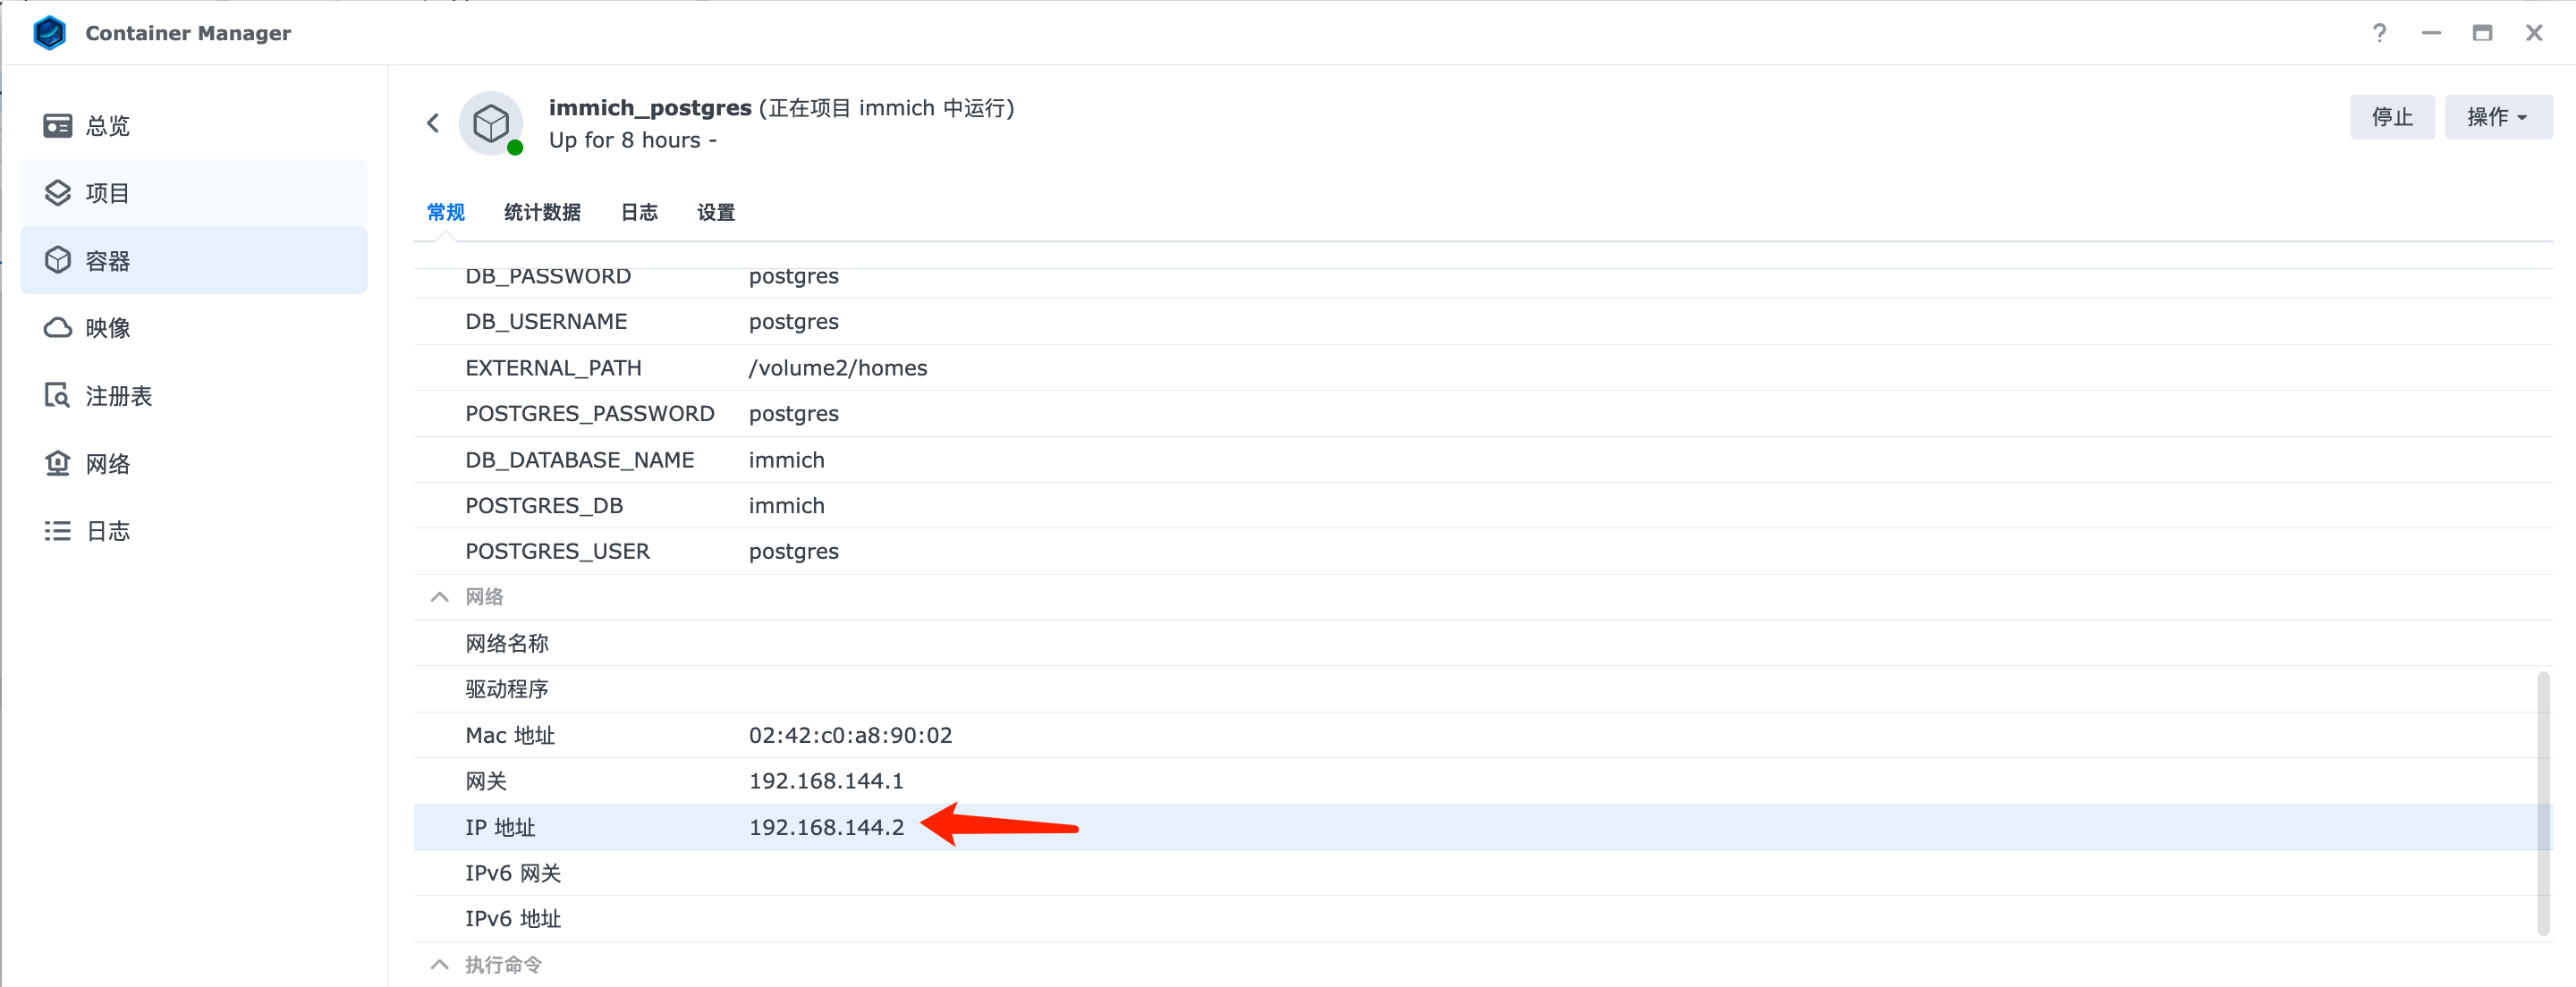 Container Manager
?
总览
项目
容器
映像
注册表
网络
日志
immich_postgres (正在项目 immich 中运行)
Up for 8 hours -
停止
操作
常规 统计数据 日志 设置
DB_PASSWORD postgres
DB_USERNAME postgres
EXTERNAL_PATH /volume2/homes
POSTGRES_PASSWORD postgres
DB_DATABASE_NAME immich
POSTGRES_DB immich
POSTGRES_USER postgres
网络
网络名称
驱动程序
Mac 地址 02:42:c0:a8:90:02
网关 192.168.144.1
IP 地址 192.168.144.2
IPv6 网关
IPv6 地址
执行命令